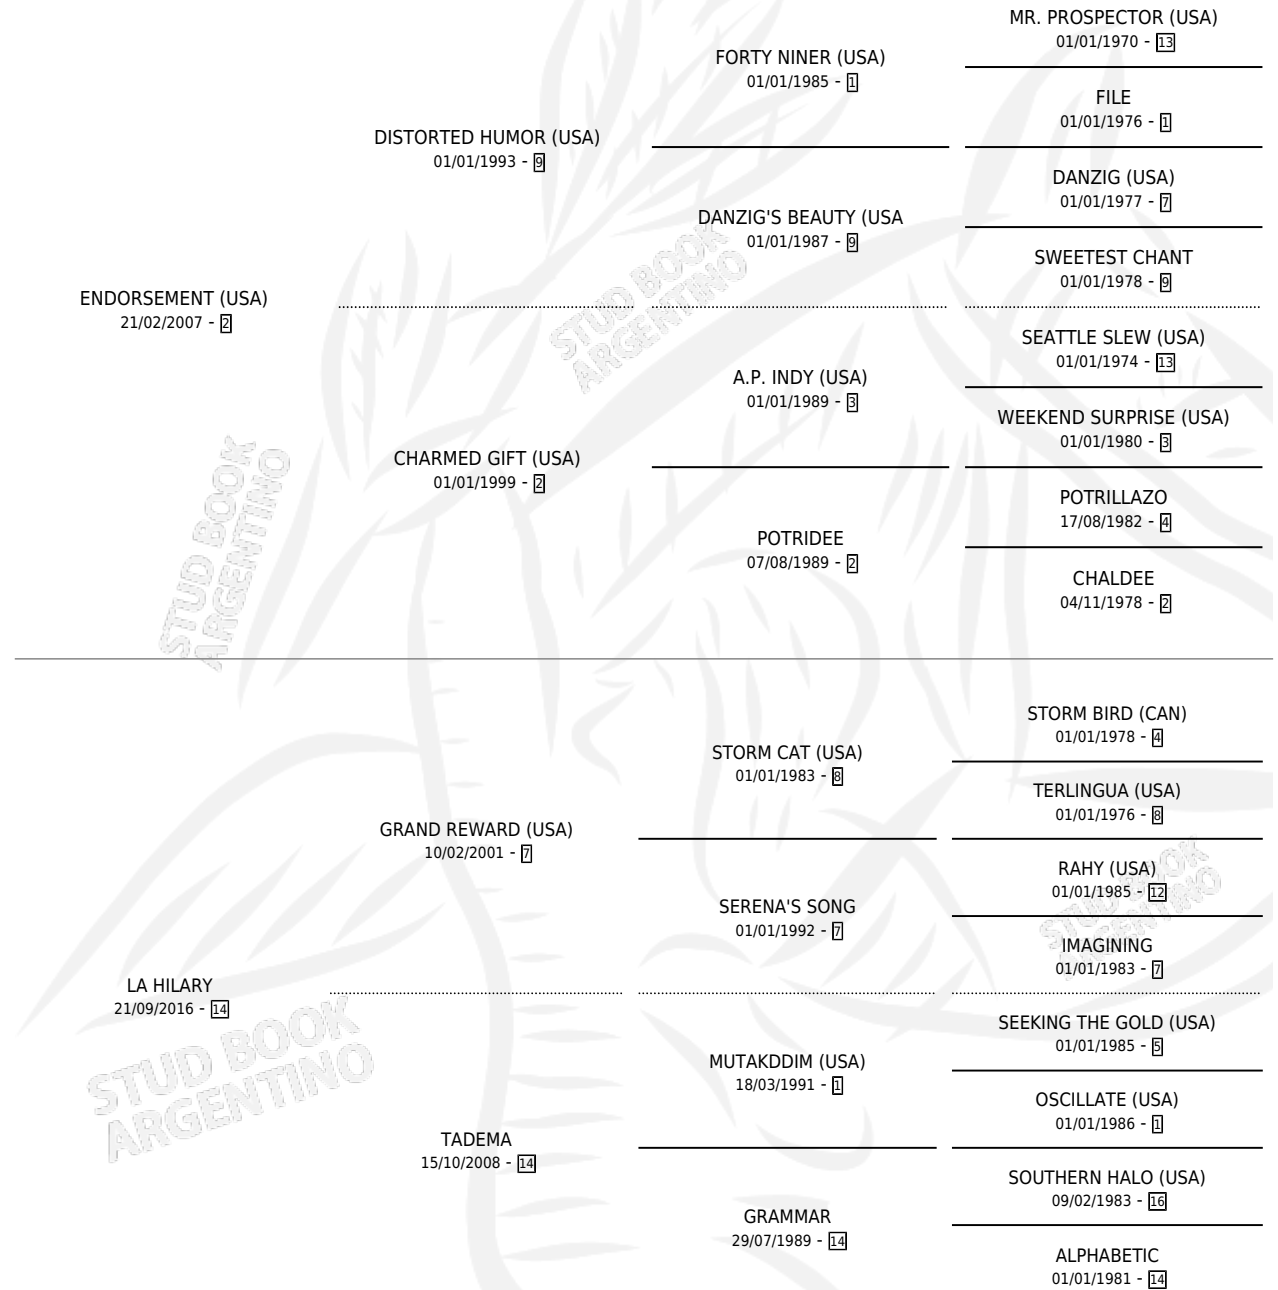 MR. PROSPECTOR (USA)
01/01/1970 - 13
FORTY NINER (USA)
01/01/1985 - 1
FILE
01/01/1976 - 1
DISTORTED HUMOR (USA)
01/01/1993 - 9
DANZIG (USA)
01/01/1977 - 7
DANZIG'S BEAUTY (USA
01/01/1987 - 9
SWEETEST CHANT
01/01/1978 - 9
ENDORSEMENT (USA)
21/02/2007 - 2
STUD BOOK
ARGENTINO
SEATTLE SLEW (USA)
01/01/1974 - 13
A.P. INDY (USA)
01/01/1989 - 3
WEEKEND SURPRISE (USA)
01/01/1980 - 3
CHARMED GIFT (USA)
01/01/1999 - 2
POTRILLAZO
17/08/1982 - 4
POTRIDEE
07/08/1989 - 2
CHALDEE
04/11/1978 - 2
STUD BOOK
ARGENTINO
STORM BIRD (CAN)
01/01/1978 - 4
STORM CAT (USA)
01/01/1983 - 8
TERLINGUA (USA)
01/01/1976 - 8
GRAND REWARD (USA)
10/02/2001 - 7
RAHY (USA)
01/01/1985 - 12
SERENA'S SONG
01/01/1992 - 7
IMAGINING
01/01/1983 - 7
STUD BOOK
ARGENTINO
LA HILARY
21/09/2016 - 14
STUD BOOK
ARGENTINO
SEEKING THE GOLD (USA)
01/01/1985 - 5
MUTAKDDIM (USA)
18/03/1991 - 1
OSCILLATE (USA)
01/01/1986 - 1
TADEMA
15/10/2008 - 14
SOUTHERN HALO (USA)
09/02/1983 - 16
GRAMMAR
29/07/1989 - 14
ALPHABETIC
01/01/1981 - 14